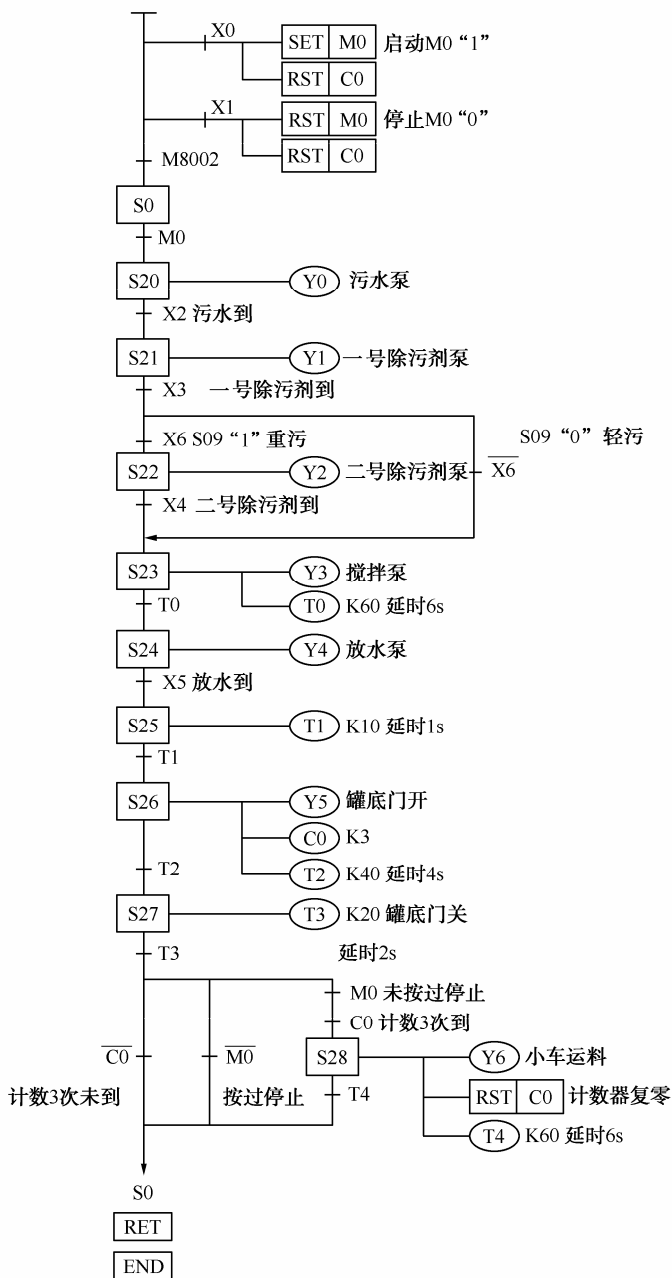 X0
SET M0 启动M0 “1”
RST C0
X1
RST M0 停止M0 “0”
RST C0
M8002
S0
M0
S20 Y0 污水泵
X2 污水到
S21 Y1 一号除污剂泵
X3 一号除污剂到
X6 S09 “1” 重污
S09 “0” 轻污
X6
S22 Y2 二号除污剂泵
X4 二号除污剂到
S23 Y3 搅拌泵
T0 K60 延时6s
T0
S24 Y4 放水泵
X5 放水到
S25 T1 K10 延时1s
T1
S26 Y5 罐底门开
C0 K3
T2 K40 延时4s
T2
S27 T3 K20 罐底门关
延时2s
T3
M0 未按过停止
C0 计数3次到
C0
M0
S28 Y6 小车运料
计数3次未到
按过停止
T4
RST C0 计数器复零
T4 K60 延时6s
S0
RET
END